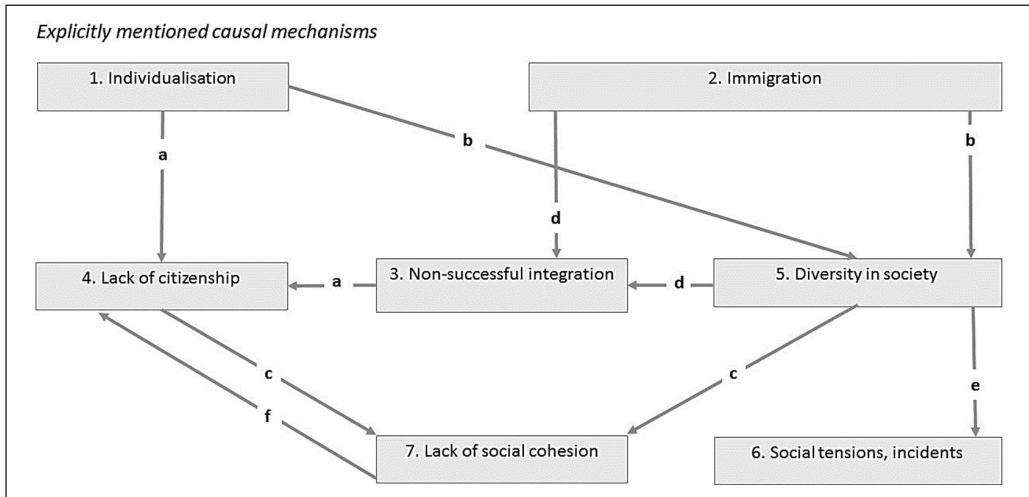 Explicitly mentioned causal mechanisms
1. Individualisation
2. Immigration
a
b
b
d
4. Lack of citizenship
a
3. Non-successful integration
d
5. Diversity in society
c
c
e
f
7. Lack of social cohesion
6. Social tensions, incidents